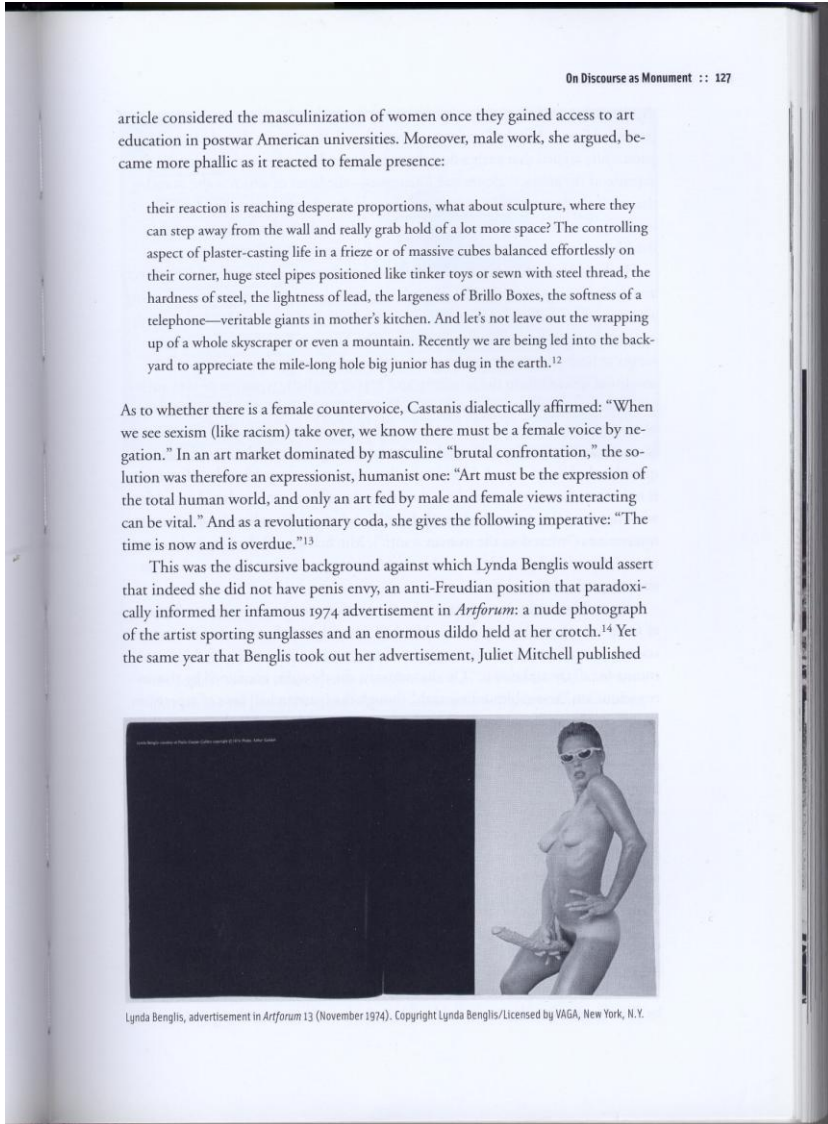 On Discourse as Monument :: 127
article considered the masculinization of women once they gained access to art
education in postwar American universities. Moreover, male work, she argued, be-
came more phallic as it reacted to female presence:
their reaction is reaching desperate proportions, what about sculpture, where they
can step away from the wall and really grab hold of a lot more space? The controlling
aspect of plaster-casting life in a frieze or of massive cubes balanced effortlessly on
their corner, huge steel pipes positioned like tinker toys or sewn with steel thread, the
hardness of steel, the lightness of lead, the largeness of Brillo Boxes, the softness of a
telephone—veritable giants in mother's kitchen. And let's not leave out the wrapping
up of a whole skyscraper or even a mountain. Recently we are being led into the back-
yard to appreciate the mile-long hole big junior has dug in the earth.¹²
As to whether there is a female countervoice, Castanis dialectically affirmed: “When
we see sexism (like racism) take over, we know there must be a female voice by ne-
gation.” In an art market dominated by masculine “brutal confrontation,” the so-
lution was therefore an expressionist, humanist one: “Art must be the expression of
the total human world, and only an art fed by male and female views interacting
can be vital.” And as a revolutionary coda, she gives the following imperative: “The
time is now and is overdue.”¹³
This was the discursive background against which Lynda Benglis would assert
that indeed she did not have penis envy, an anti-Freudian position that paradoxi-
cally informed her infamous 1974 advertisement in Artforum: a nude photograph
of the artist sporting sunglasses and an enormous dildo held at her crotch.¹⁴ Yet
the same year that Benglis took out her advertisement, Juliet Mitchell published
Lynda Benglis, advertisement in Artforum 13 (November 1974). Copyright Lynda Benglis/Licensed by VAGA, New York, N.Y.